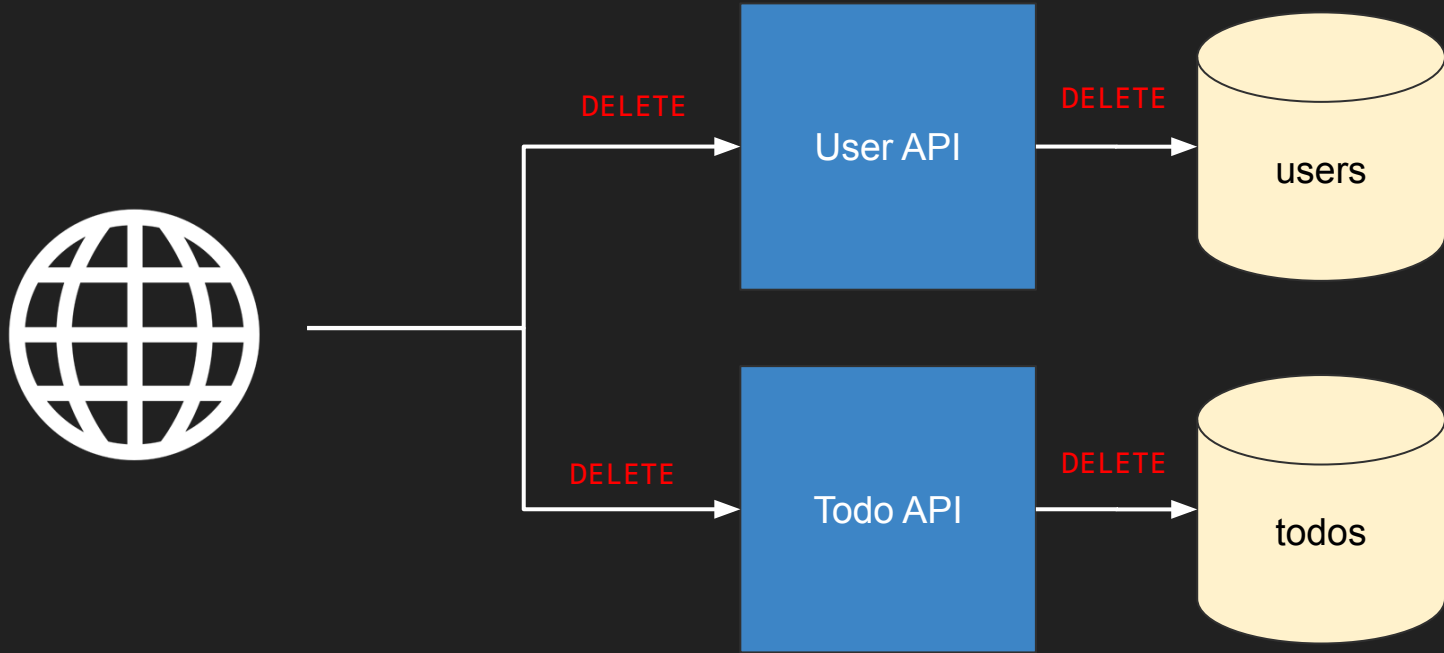 DELETE
User API
DELETE
users
DELETE
Todo API
DELETE
todos